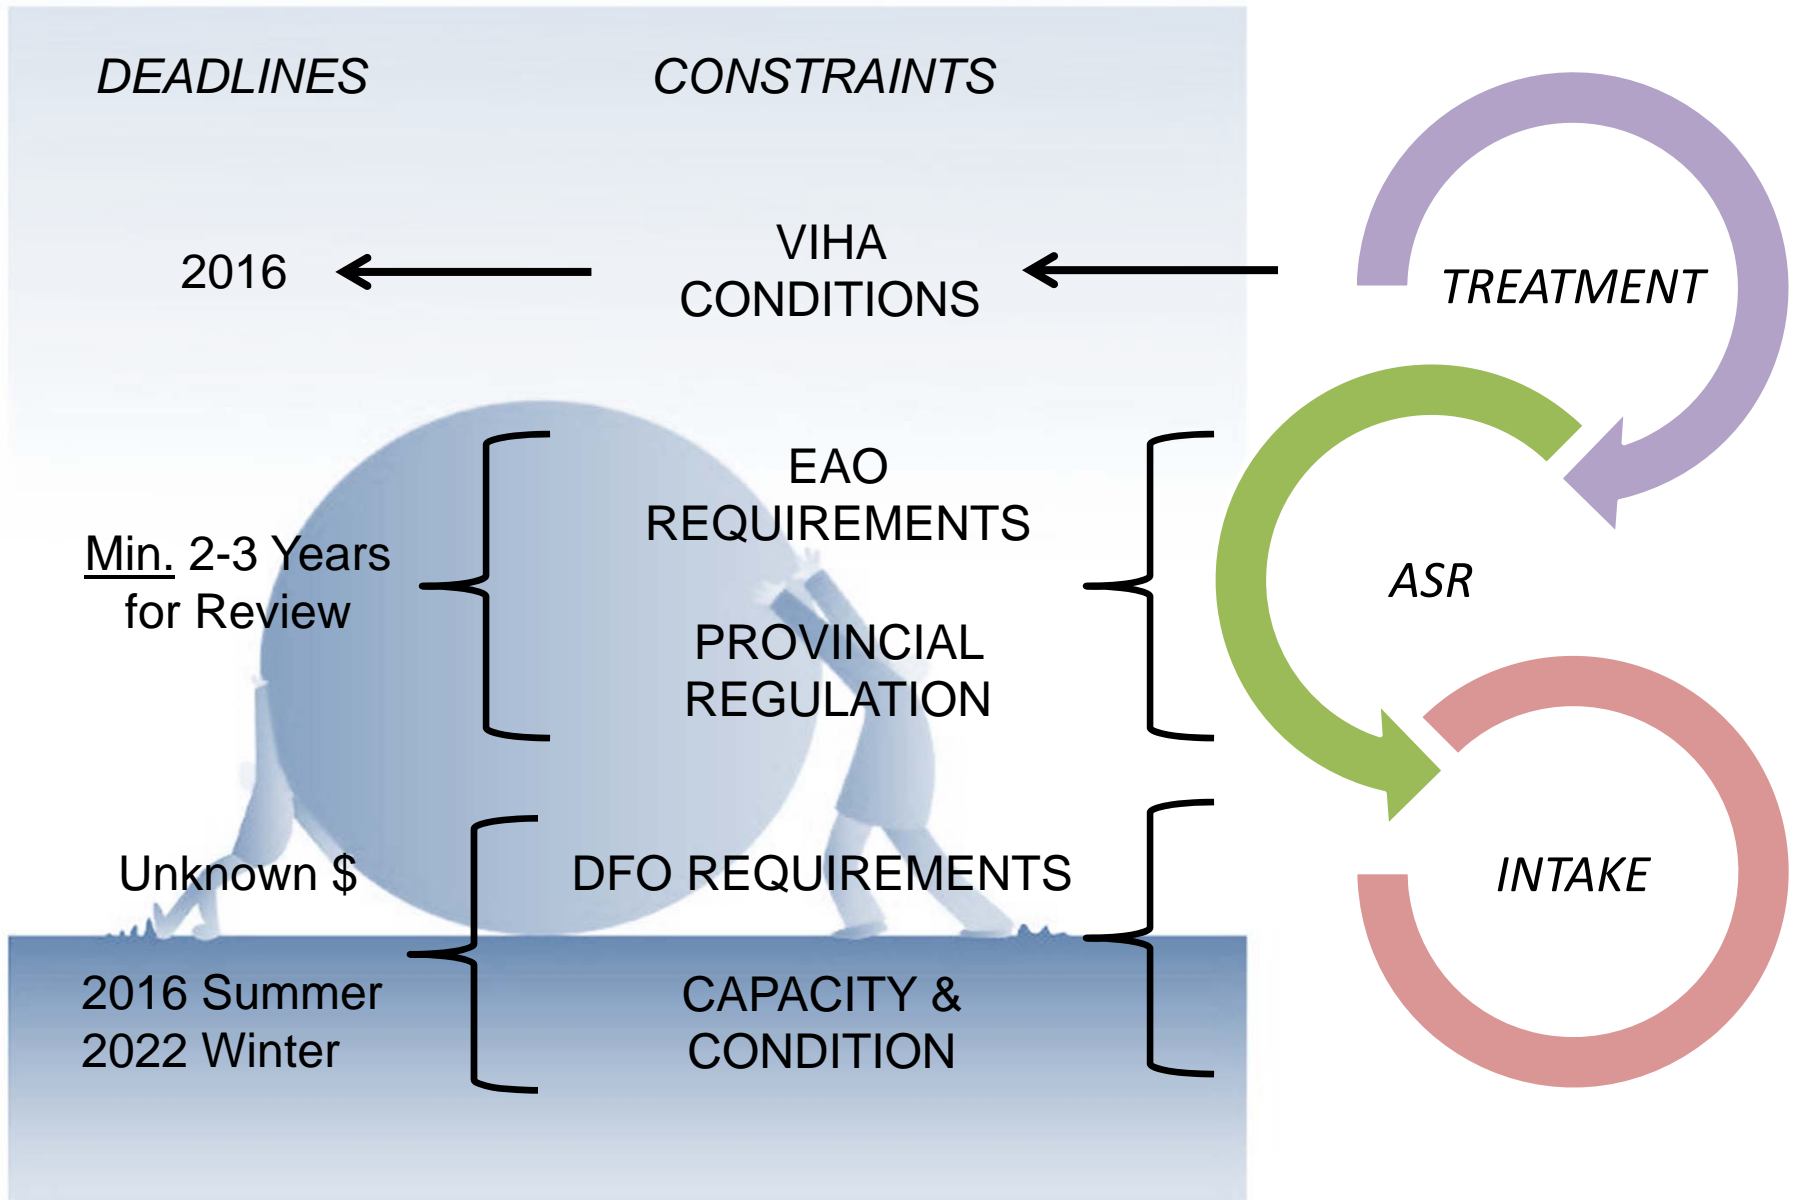 DEADLINES
CONSTRAINTS
2016
VIHA
CONDITIONS
TREATMENT
Min. 2-3 Years
for Review
EAO
REQUIREMENTS
PROVINCIAL
REGULATION
ASR
Unknown $
DFO REQUIREMENTS
INTAKE
2016 Summer
2022 Winter
CAPACITY &
CONDITION